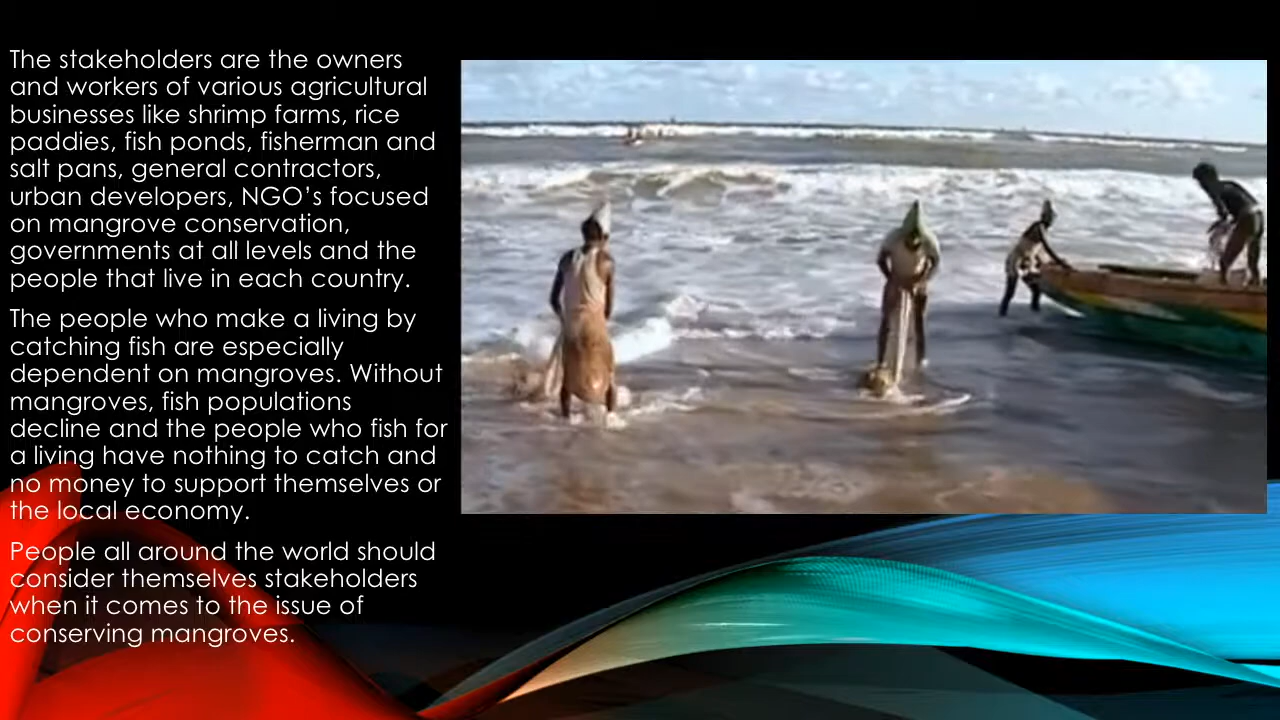 The stakeholders are the owners
and workers of various agricultural
businesses like shrimp farms, rice
paddies, fish ponds, fisherman and
salt pans, general contractors,
urban developers, NGO’s focused
on mangrove conservation,
governments at all levels and the
people that live in each country.
The people who make a living by
catching fish are especially
dependent on mangroves. Without
mangroves, fish populations
decline and the people who fish for
a living have nothing to catch and
no money to support themselves or
the local economy.
People all around the world should
consider themselves stakeholders
when it comes to the issue of
conserving mangroves.